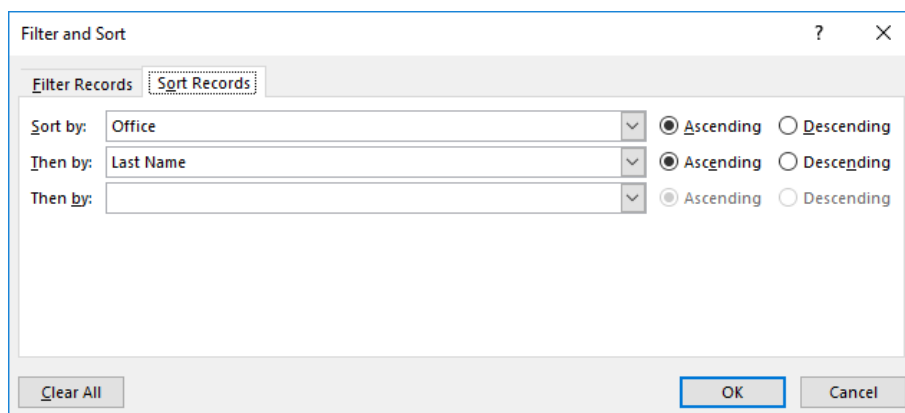 Filter and Sort ?
Filter Records Sort Records
Sort by: Office Ascending Descending
Then by: Last Name Ascending Descending
Then by: Ascending Descending
Clear All OK Cancel